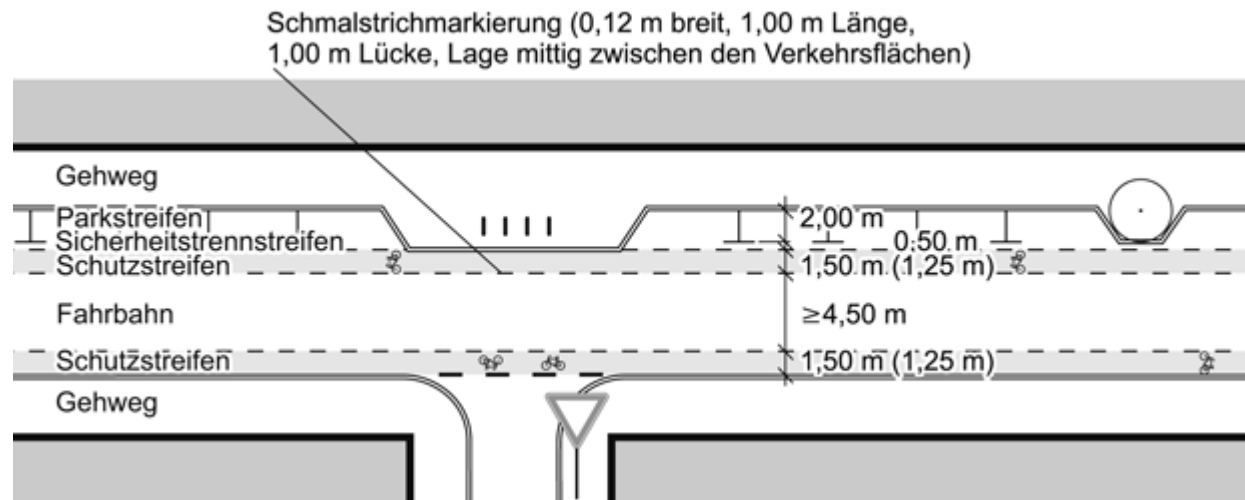 Schmalstrichmarkierung (0,12 m breit, 1,00 m Länge,
1,00 m Lücke, Lage mittig zwischen den Verkehrsflächen)
Gehweg
Parkstreifen
2,00 m
Sicherheitstrennstreifen
0,50 m
Schutzstreifen
1,50 m (1,25 m)
Fahrbahn
≥4,50 m
Schutzstreifen
1,50 m (1,25 m)
Gehweg